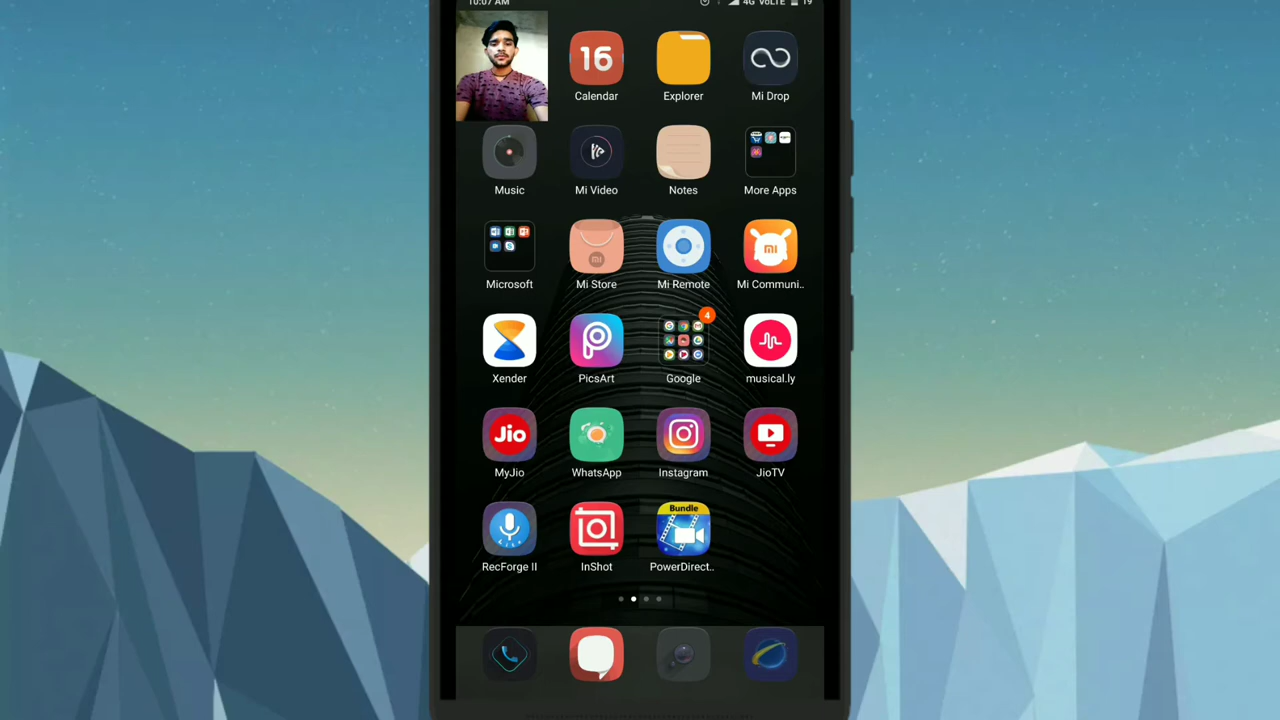 10:07 AM
4G VoLTE 19
16
Calendar
Explorer
Mi Drop
Music
Mi Video
Notes
More Apps
Microsoft
Mi Store
Mi Remote
Mi Communi..
4
Xender
PicsArt
Google
musical.ly
Jio
MyJio
WhatsApp
Instagram
JioTV
Bundle
RecForge II
InShot
PowerDirect..